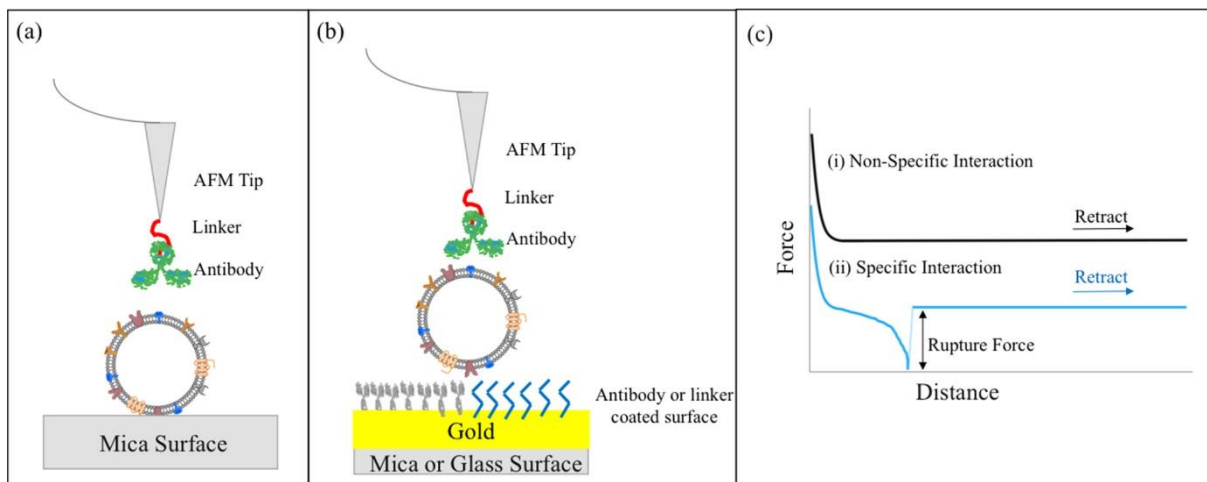 (a)
AFM Tip
Linker
Antibody
Mica Surface
(b)
AFM Tip
Linker
Antibody
Antibody or linker
coated surface
Gold
Mica or Glass Surface
(c)
(i) Non-Specific Interaction
Retract
(ii) Specific Interaction
Retract
Rupture Force
Force
Distance